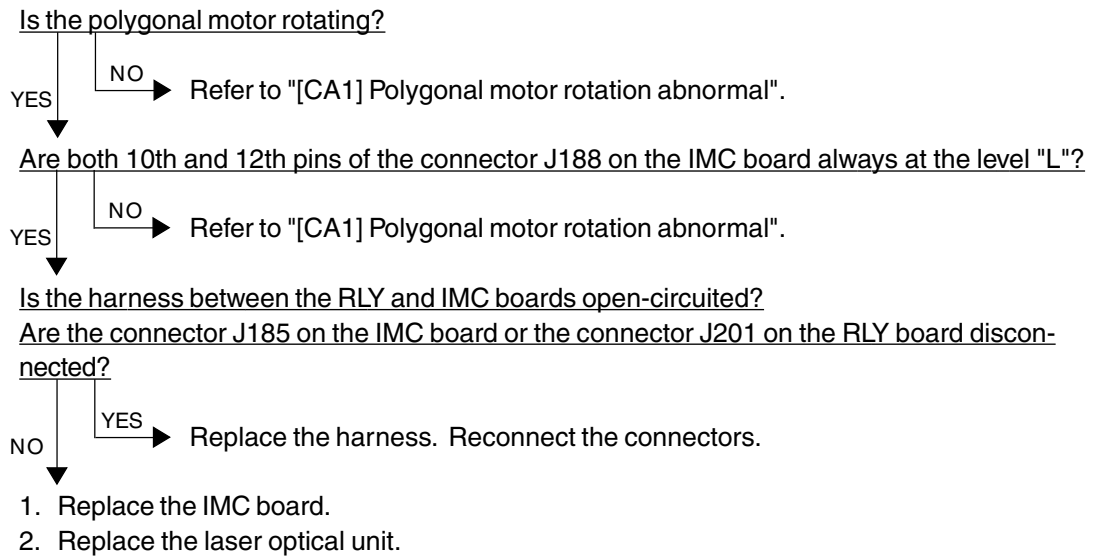 Is the polygonal motor rotating?
NO
Refer to "[CA1] Polygonal motor rotation abnormal".
YES
Are both 10th and 12th pins of the connector J188 on the IMC board always at the level "L"?
NO
Refer to "[CA1] Polygonal motor rotation abnormal".
YES
Is the harness between the RLY and IMC boards open-circuited?
Are the connector J185 on the IMC board or the connector J201 on the RLY board discon-
nected?
YES
Replace the harness. Reconnect the connectors.
NO
1. Replace the IMC board.
2. Replace the laser optical unit.